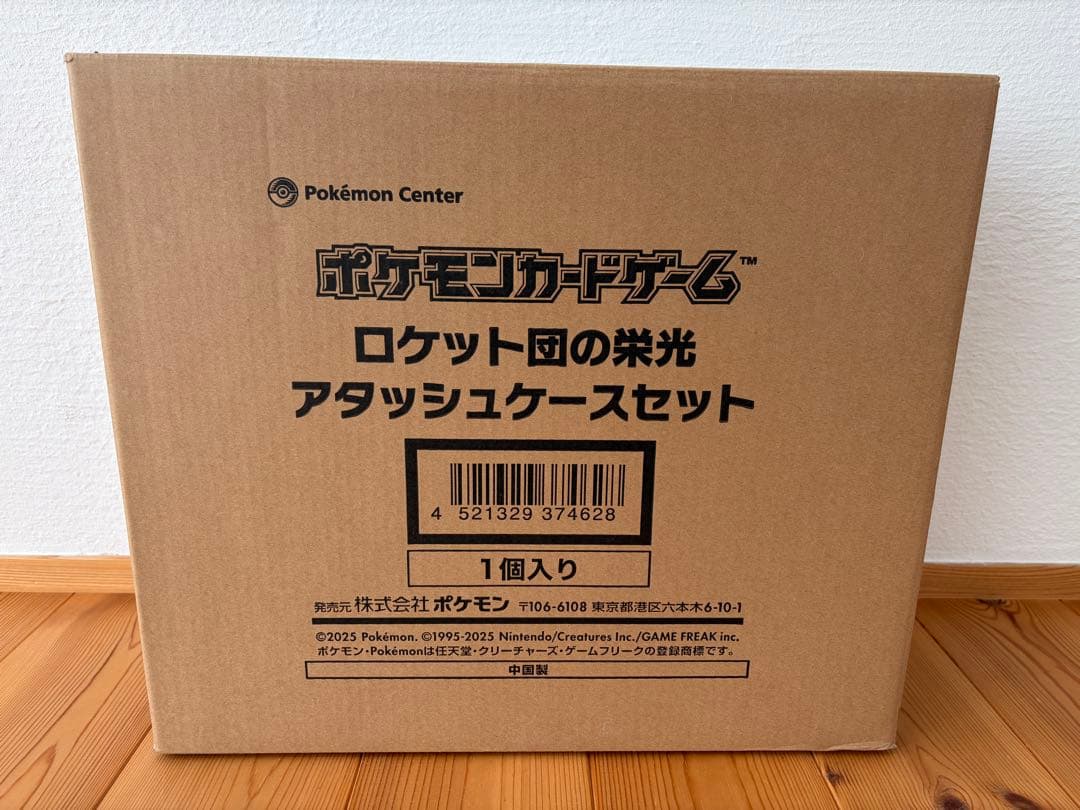 Pokémon Center
ポケモンカードゲーム™
ロケット団の栄光
アタッシュケースセット
4 521329 374628
1個入り
発売元 株式会社 ポケモン 〒106-6108 東京都港区六本木6-10-1
©2025 Pokémon. ©1995-2025 Nintendo/Creatures Inc./GAME FREAK inc.
ポケモン・Pokémonは任天堂・クリーチャーズ・ゲームフリークの登録商標です。
中国製